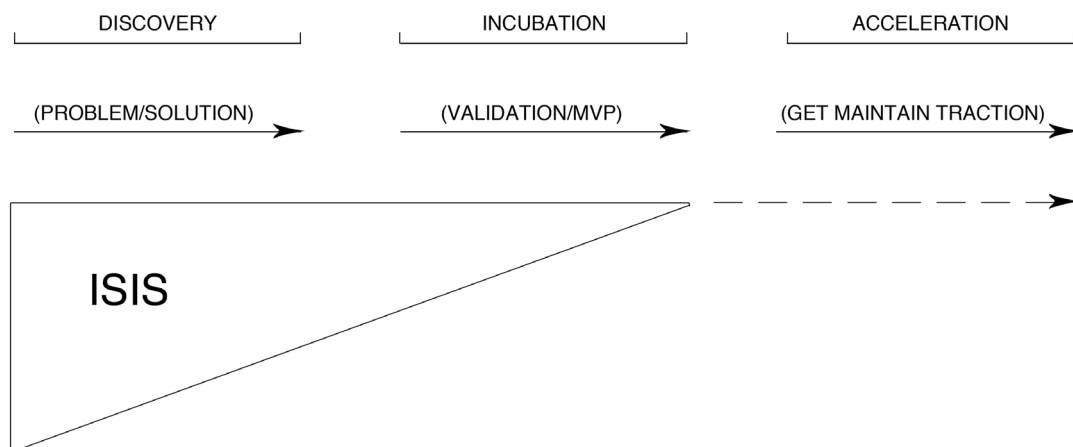 DISCOVERY
INCUBATION
ACCELERATION
(PROBLEM/SOLUTION)
(VALIDATION/MVP)
(GET MAINTAIN TRACTION)
ISIS